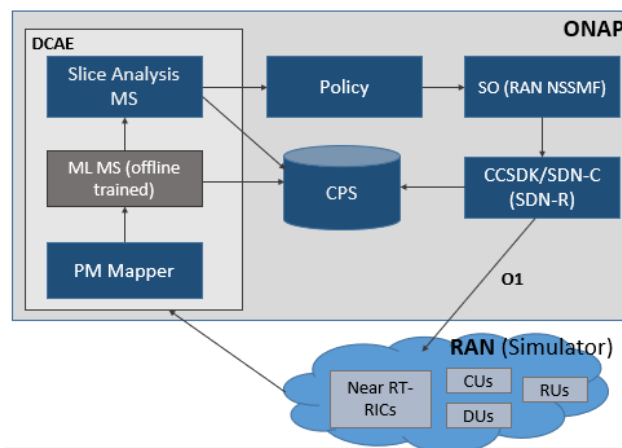 ONAP
DCAE
Slice Analysis
MS
Policy
SO (RAN NSSMF)
ML MS (offline
trained)
CPS
CCSDK/SDN-C
(SDN-R)
PM Mapper
O1
RAN (Simulator)
Near RT-
RICs
CUs
RUs
DUs